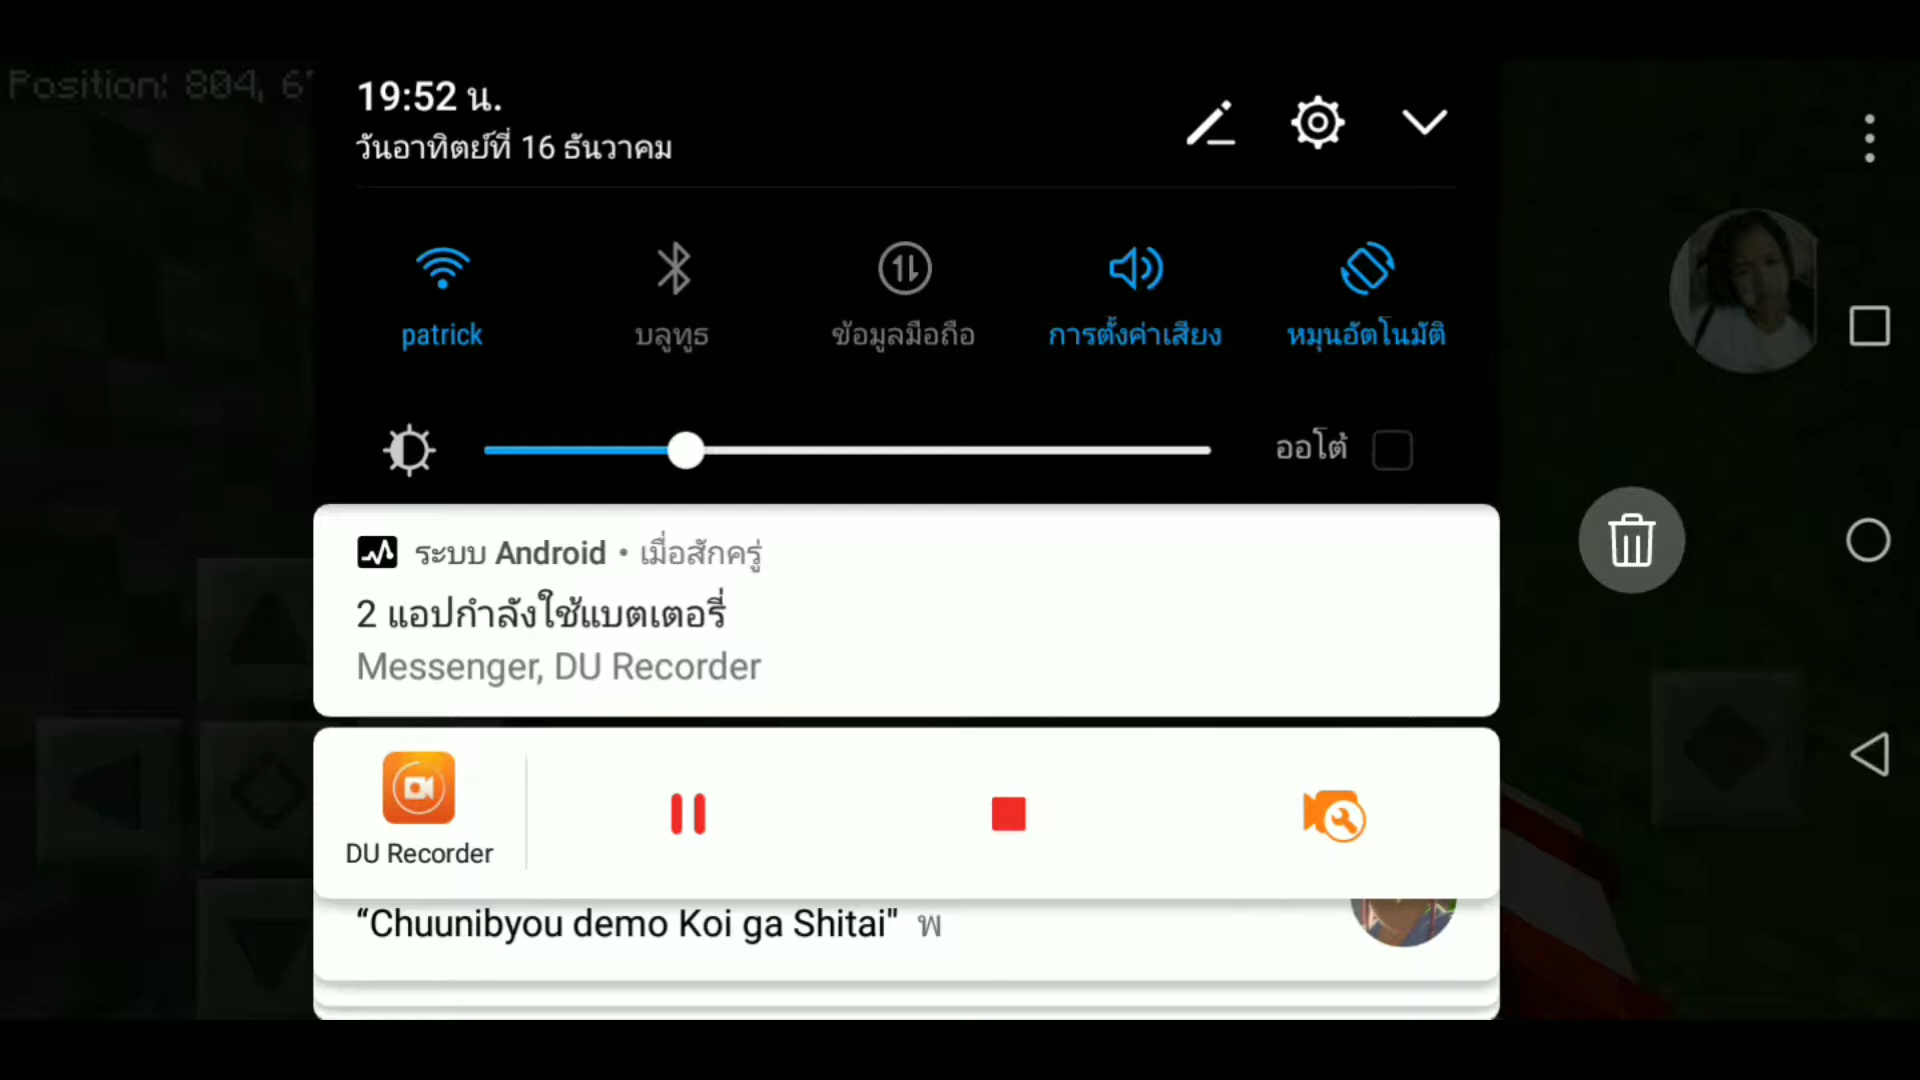 Position: 804, 6
19:52 น.
วันอาทิตย์ที่ 16 ธันวาคม
patrick
บลูทูธ
ข้อมูลมือถือ
การตั้งค่าเสียง
หมุนอัตโนมัติ
ออโต้
ระบบ Android • เมื่อสักครู่
2 แอปกำลังใช้แบตเตอรี่
Messenger, DU Recorder
DU Recorder
“Chuunibyou demo Koi ga Shitai" พ